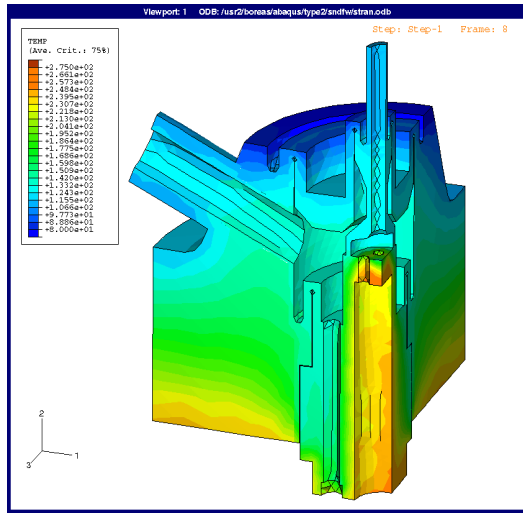 Viewport: 1 ODB: /usr2/boreas/abaqus/type2/sndfw/stran.odb
Step: Step-1 Frame: 8
TEMP
(Ave. Crit.: 75%)
+2.750e+02
+2.661e+02
+2.573e+02
+2.484e+02
+2.395e+02
+2.307e+02
+2.218e+02
+2.130e+02
+2.041e+02
+1.952e+02
+1.864e+02
+1.775e+02
+1.686e+02
+1.598e+02
+1.509e+02
+1.420e+02
+1.332e+02
+1.243e+02
+1.155e+02
+1.066e+02
+9.773e+01
+8.886e+01
+8.000e+01
2
1
3